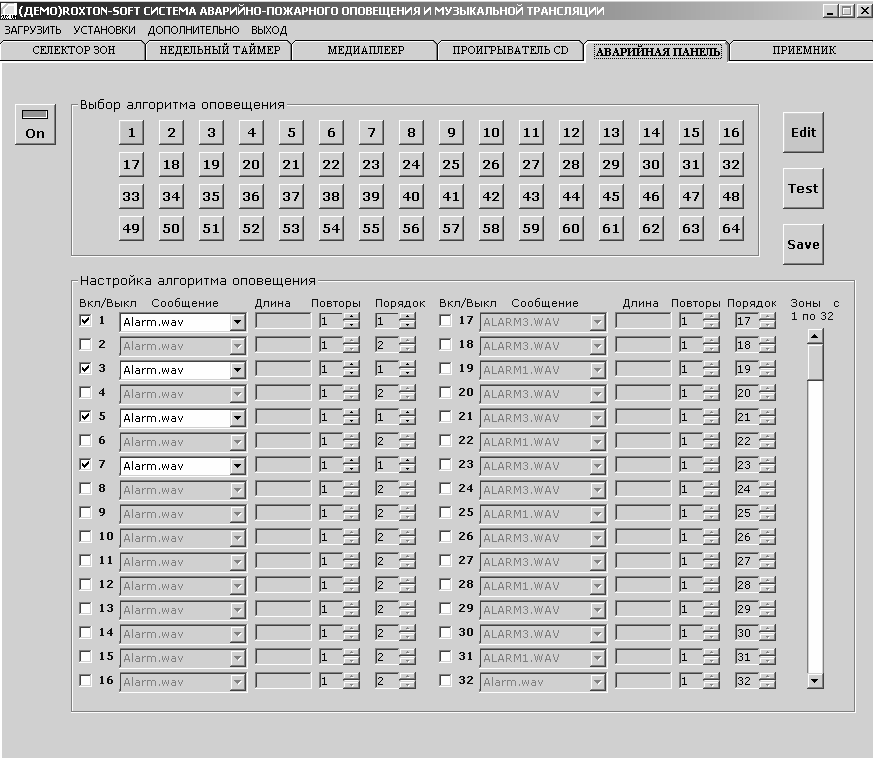 (ДЕМО)ROXTON-SOFT СИСТЕМА АВАРИЙНО-ПОЖАРНОГО ОПОВЕЩЕНИЯ И МУЗЫКАЛЬНОЙ ТРАНСЛЯЦИИ
ЗАГРУЗИТЬ УСТАНОВКИ ДОПОЛНИТЕЛЬНО ВЫХОД
СЕЛЕКТОР ЗОН НЕДЕЛЬНЫЙ ТАЙМЕР МЕДИАПЛЕЕР ПРОИГРЫВАТЕЛЬ CD АВАРИЙНАЯ ПАНЕЛЬ ПРИЕМНИК
On
Выбор алгоритма оповещения
1 2 3 4 5 6 7 8 9 10 11 12 13 14 15 16
17 18 19 20 21 22 23 24 25 26 27 28 29 30 31 32
33 34 35 36 37 38 39 40 41 42 43 44 45 46 47 48
49 50 51 52 53 54 55 56 57 58 59 60 61 62 63 64
Edit
Test
Save
Настройка алгоритма оповещения
Вкл/Выкл Сообщение Длина Повторы Порядок Вкл/Выкл Сообщение Длина Повторы Порядок Зоны с
1 по 32
1 Alarm.wav 1 1 17 ALARM3.WAV 1 17
2 Alarm.wav 1 2 18 ALARM3.WAV 1 18
3 Alarm.wav 1 1 19 ALARM1.WAV 1 19
4 Alarm.wav 1 2 20 ALARM3.WAV 1 20
5 Alarm.wav 1 1 21 ALARM3.WAV 1 21
6 Alarm.wav 1 2 22 ALARM1.WAV 1 22
7 Alarm.wav 1 1 23 ALARM3.WAV 1 23
8 Alarm.wav 1 2 24 ALARM3.WAV 1 24
9 Alarm.wav 1 2 25 ALARM1.WAV 1 25
10 Alarm.wav 1 2 26 ALARM3.WAV 1 26
11 Alarm.wav 1 2 27 ALARM3.WAV 1 27
12 Alarm.wav 1 2 28 ALARM1.WAV 1 28
13 Alarm.wav 1 2 29 ALARM3.WAV 1 29
14 Alarm.wav 1 2 30 ALARM3.WAV 1 30
15 Alarm.wav 1 2 31 ALARM1.WAV 1 31
16 Alarm.wav 1 2 32 Alarm.wav 1 32